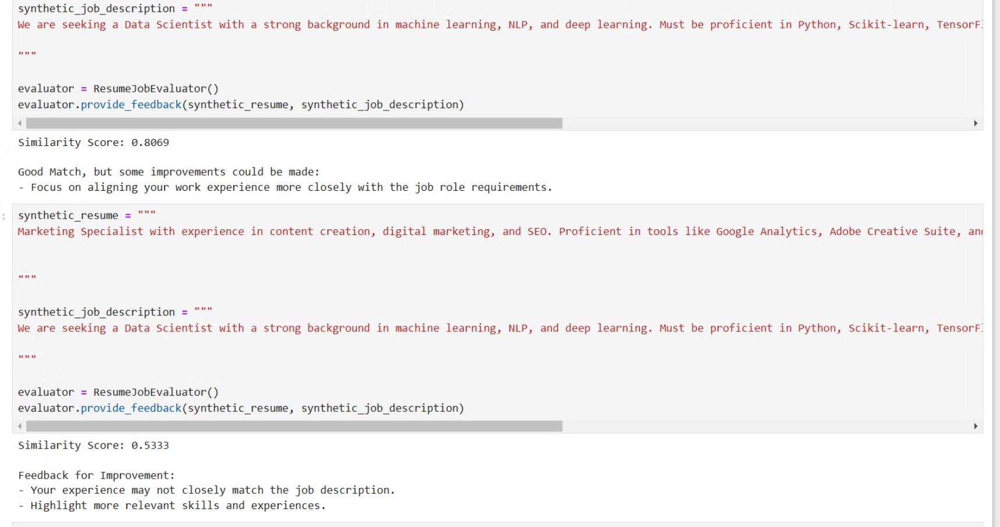 synthetic_job_description = """
We are seeking a Data Scientist with a strong background in machine learning, NLP, and deep learning. Must be proficient in Python, Scikit-learn,
"""
evaluator = ResumeJobEvaluator()
evaluator.provide_feedback(synthetic_resume, synthetic_job_description)
Similarity Score: 0.8069
Good Match, but some improvements could be made:
- Focus on aligning your work experience more closely with the job role requirements.
:
synthetic_resume = """
Marketing Specialist with experience in content creation, digital marketing, and SEO. Proficient in tools like Google Analytics, Adobe Creative Suite,
"""
synthetic_job_description = """
We are seeking a Data Scientist with a strong background in machine learning, NLP, and deep learning. Must be proficient in Python, Scikit-learn,
"""
evaluator = ResumeJobEvaluator()
evaluator.provide_feedback(synthetic_resume, synthetic_job_description)
Similarity Score: 0.5333
Feedback for Improvement:
- Your experience may not closely match the job description.
- Highlight more relevant skills and experiences.